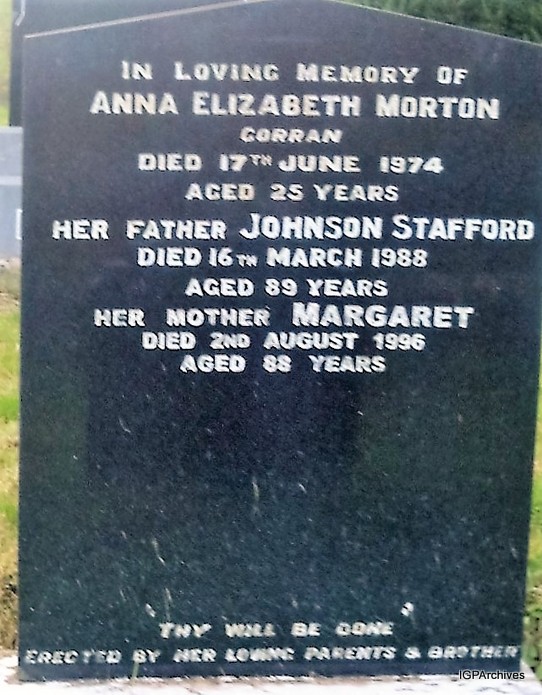 IN LOVING MEMORY OF
ANNA ELIZABETH MORTON
GORRAN
DIED 17TH JUNE 1974
AGED 25 YEARS
HER FATHER JOHNSON STAFFORD
DIED 16TH MARCH 1988
AGED 89 YEARS
HER MOTHER MARGARET
DIED 2ND AUGUST 1996
AGED 88 YEARS
"THY WILL BE DONE"
ERECTED BY HER LOVING PARENTS & BROTHER
IGPArchives